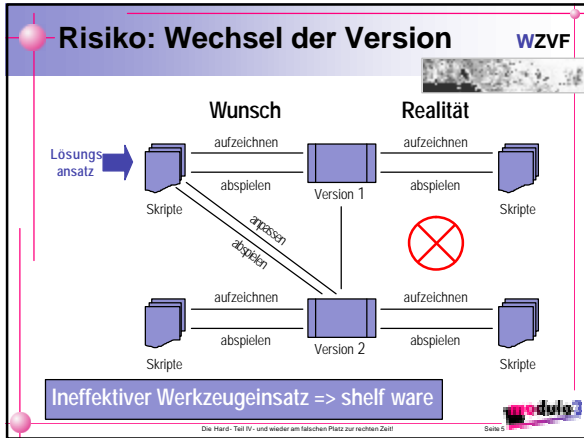 Risiko: Wechsel der Version
WZVF
Wunsch
Realität
Lösungs
ansatz
aufzeichnen
abspielen
Skripte
Version 1
aufzeichnen
abspielen
Skripte
anpassen
abspielen
aufzeichnen
abspielen
Skripte
Version 2
aufzeichnen
abspielen
Skripte
Ineffektiver Werkzeugeinsatz => shelf ware
Die Hard- Teil IV - und wieder am falschen Platz zur rechten Zeit!
Seite 5
módulo3